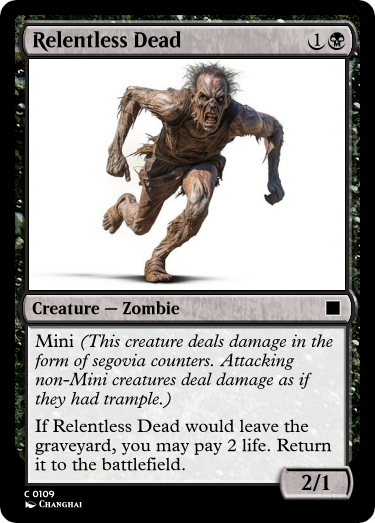 Relentless Dead 1
Creature — Zombie
Mini (This creature deals damage in the
form of segovia counters. Attacking
non-Mini creatures deal damage as if
they had trample.)
If Relentless Dead would leave the
graveyard, you may pay 2 life. Return
it to the battlefield.
2/1
C 0109
Changhai